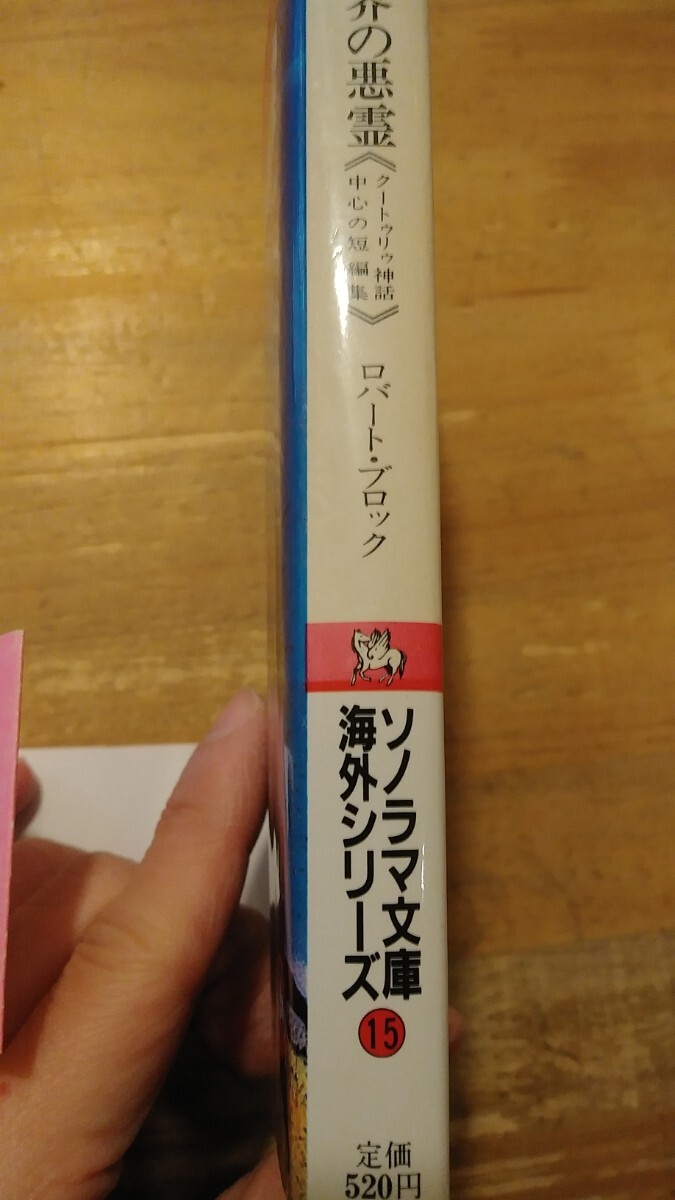 界の悪霊
《クートゥリゥ神話
中心の短編集》
ロバート・ブロック
ソノラマ文庫
海外シリーズ
15
定価
520円